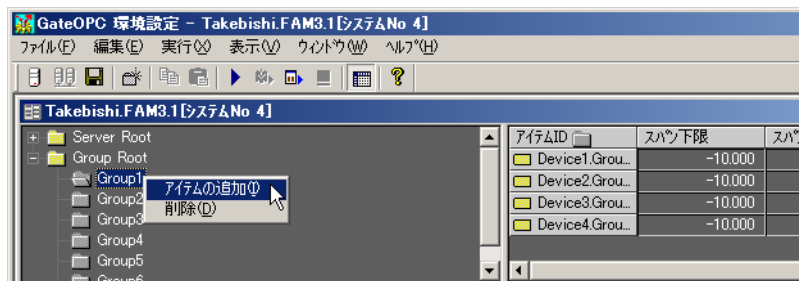 GateOPC 環境設定 - Takebishi.FAM3.1[システムNo 4]
ファイル(F) 編集(E) 実行(X) 表示(V) ウィンドウ(W) ヘルプ(H)
Takebishi.FAM3.1[システムNo 4]
Server Root
Group Root
Group1
Group2
Group3
Group4
Group5
Group6
アイテムの追加(I)
削除(D)
アイテムID スパン下限 スパン
Device1.Grou... -10.000
Device2.Grou... -10.000
Device3.Grou... -10.000
Device4.Grou... -10.000